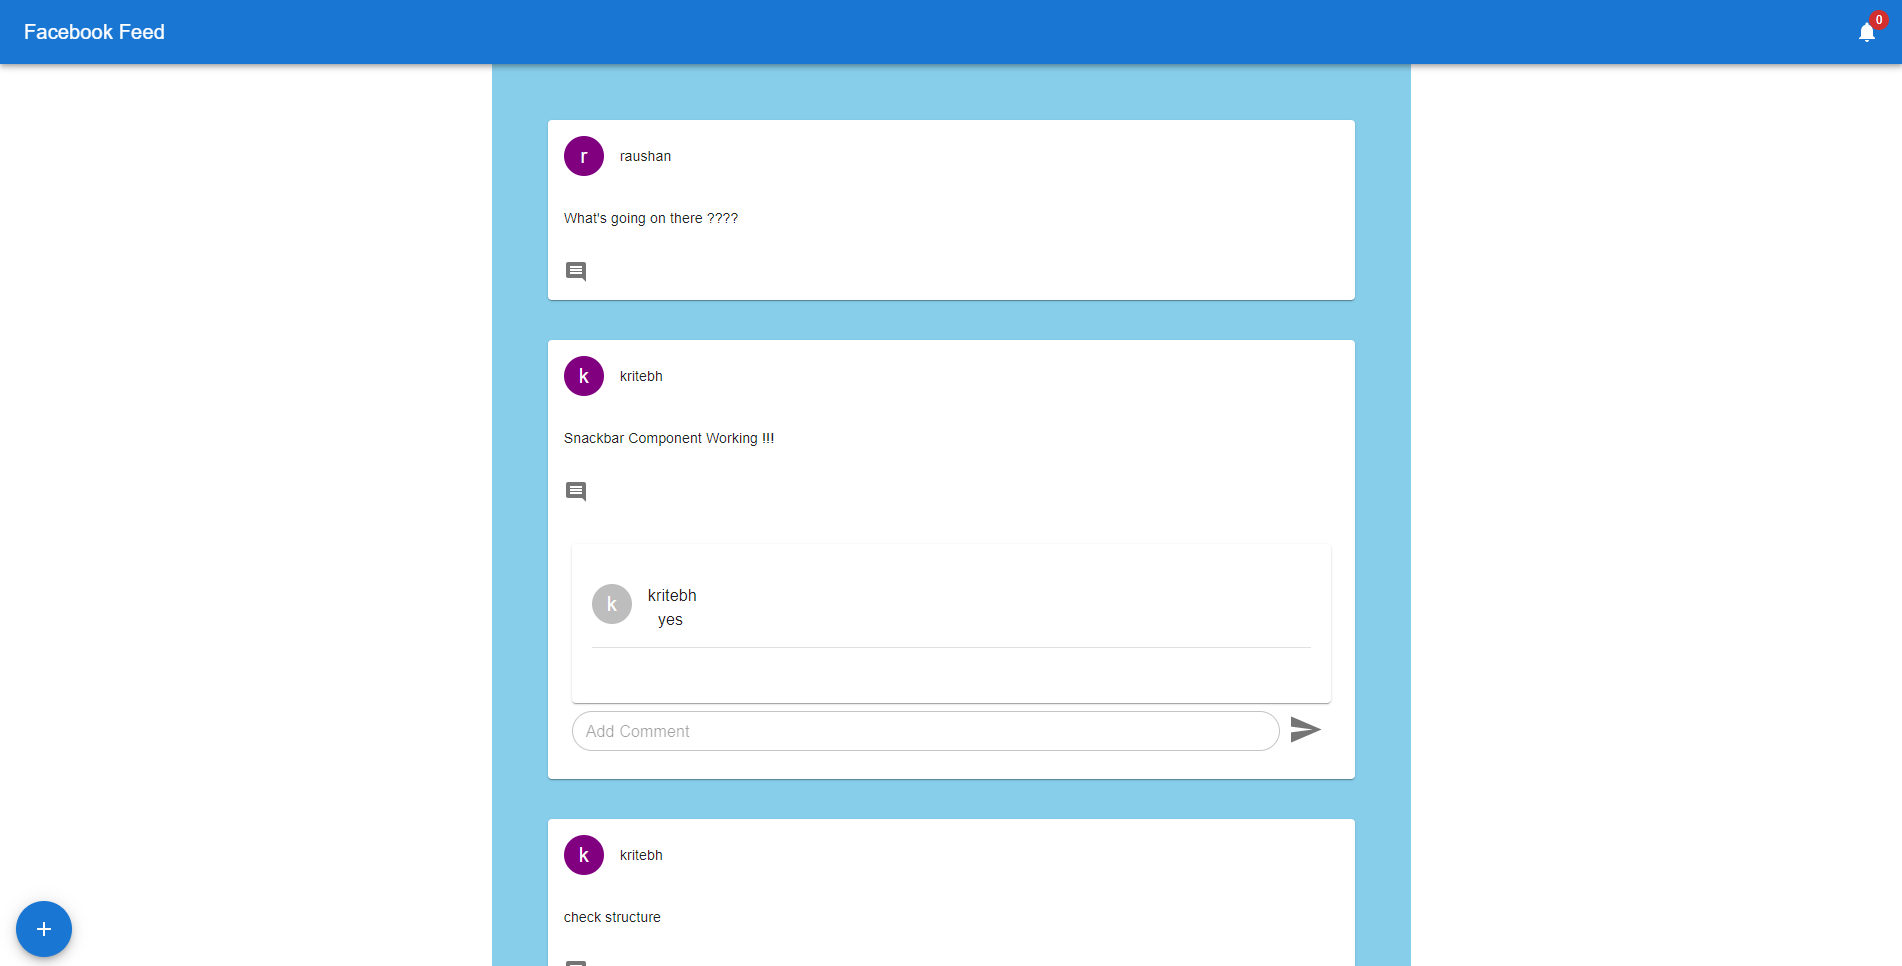 Facebook Feed
0
r
raushan
What's going on there ????
k
kritebh
Snackbar Component Working !!!
k
kritebh
yes
Add Comment
k
kritebh
check structure